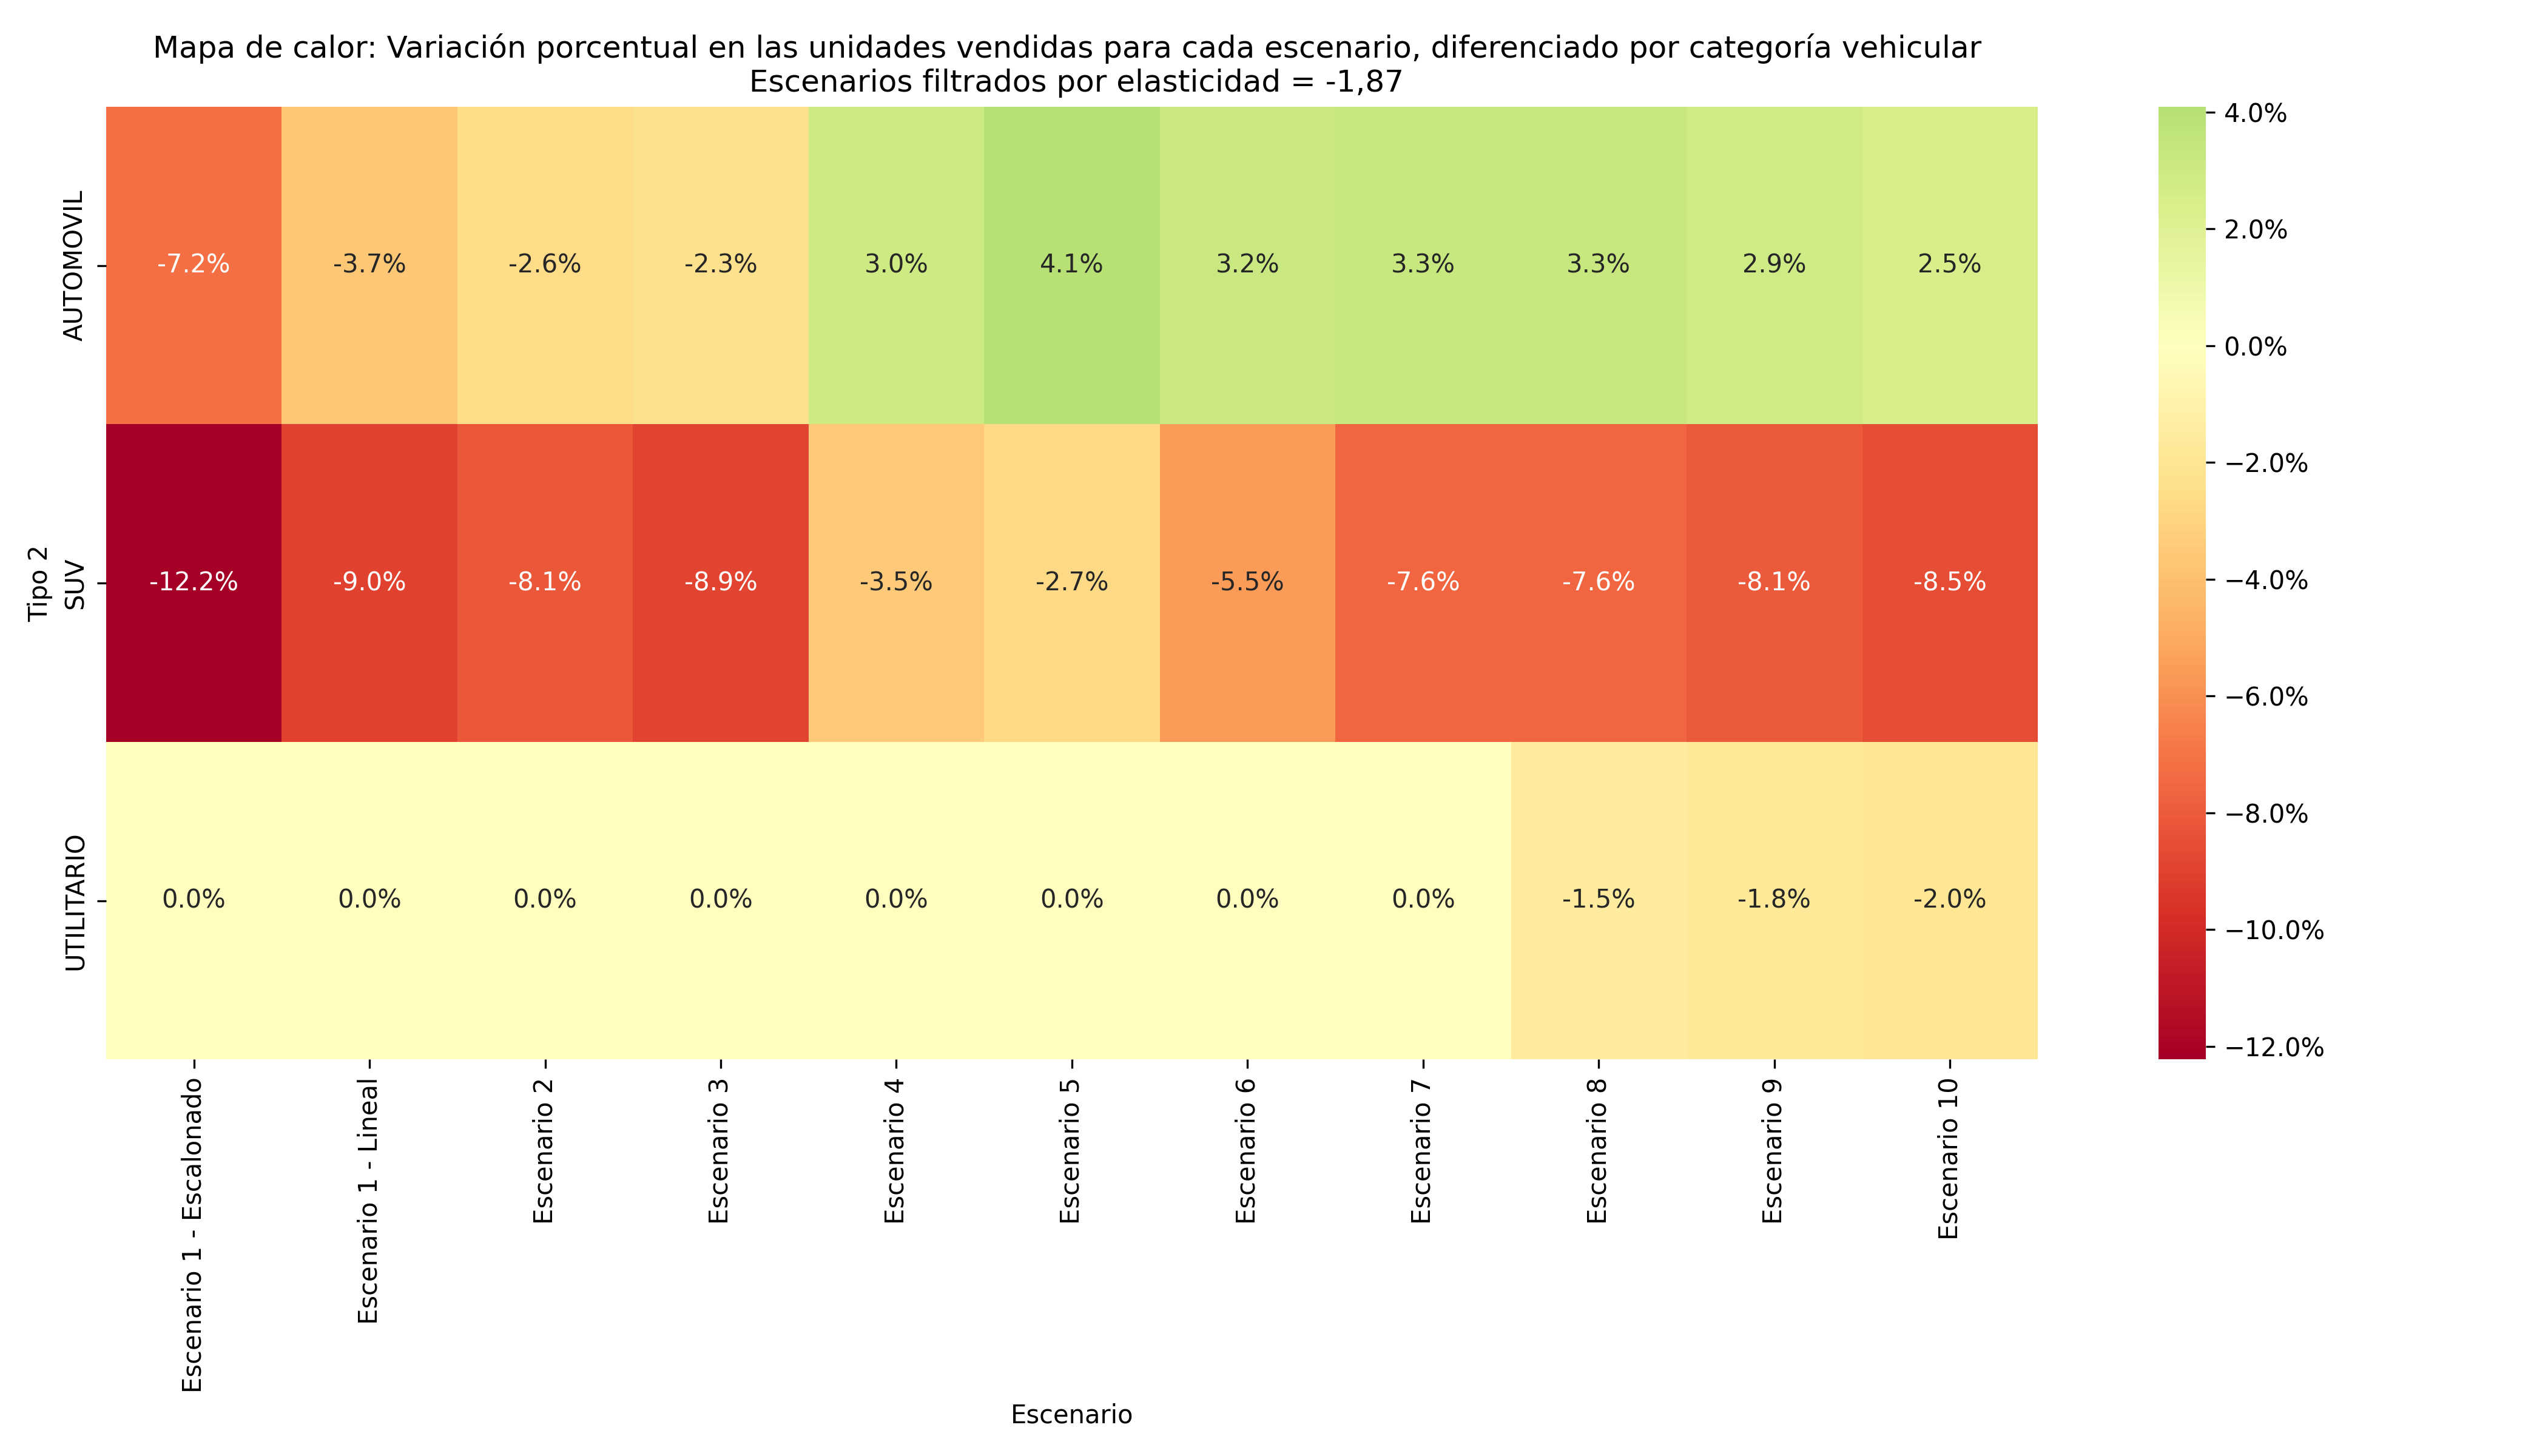 Mapa de calor: Variación porcentual en las unidades vendidas para cada escenario, diferenciado por categoría vehicular
Escenarios filtrados por elasticidad = -1,87
Tipo 2
AUTOMOVIL
-7.2% -3.7% -2.6% -2.3% 3.0% 4.1% 3.2% 3.3% 3.3% 2.9% 2.5%
SUV
-12.2% -9.0% -8.1% -8.9% -3.5% -2.7% -5.5% -7.6% -7.6% -8.1% -8.5%
UTILITARIO
0.0% 0.0% 0.0% 0.0% 0.0% 0.0% 0.0% 0.0% -1.5% -1.8% -2.0%
Escenario 1 - Escalonado
Escenario 1 - Lineal
Escenario 2
Escenario 3
Escenario 4
Escenario 5
Escenario 6
Escenario 7
Escenario 8
Escenario 9
Escenario 10
Escenario
4.0%
2.0%
0.0%
−2.0%
−4.0%
−6.0%
−8.0%
−10.0%
−12.0%